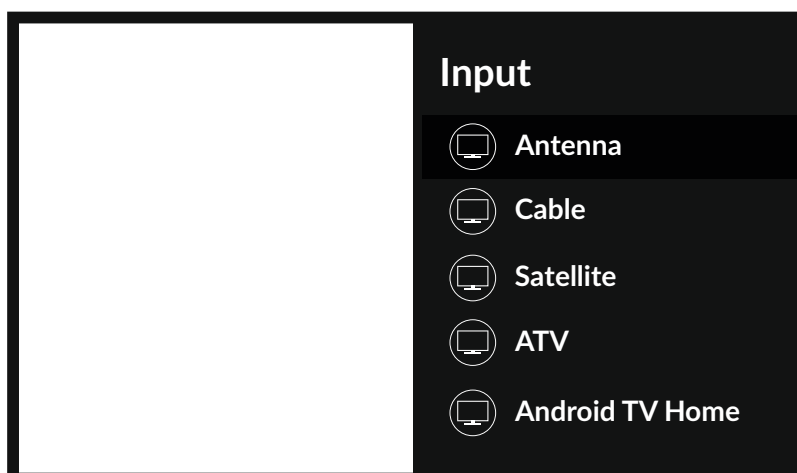 Input
Antenna
Cable
Satellite
ATV
Android TV Home